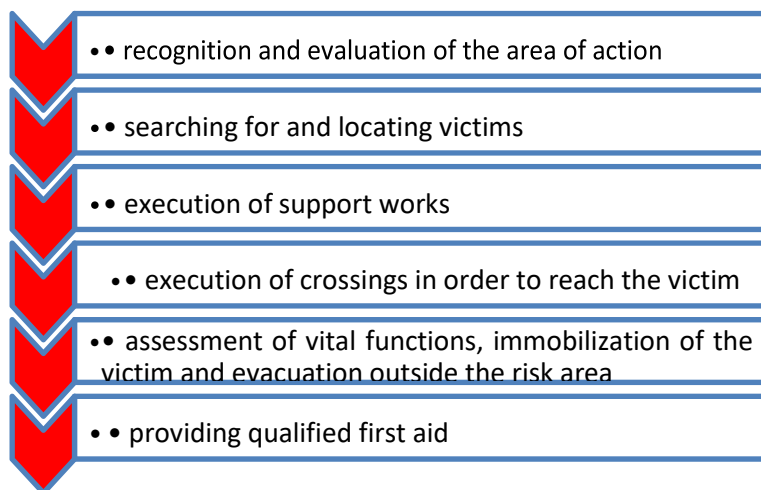 •• recognition and evaluation of the area of action
•• searching for and locating victims
•• execution of support works
•• execution of crossings in order to reach the victim
•• assessment of vital functions, immobilization of the
victim and evacuation outside the risk area
• • providing qualified first aid